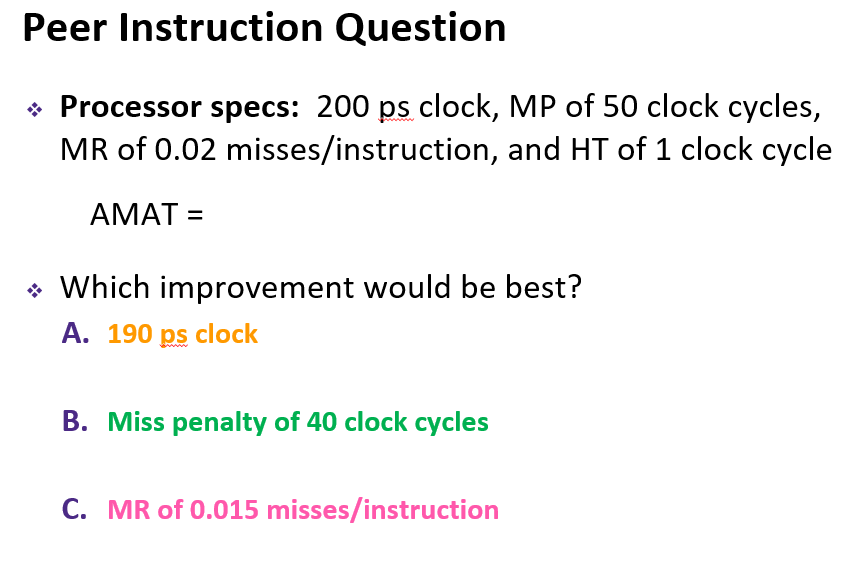 Peer Instruction Question
❖ Processor specs: 200 ps clock, MP of 50 clock cycles,
MR of 0.02 misses/instruction, and HT of 1 clock cycle
AMAT =
❖ Which improvement would be best?
A. 190 ps clock
B. Miss penalty of 40 clock cycles
C. MR of 0.015 misses/instruction